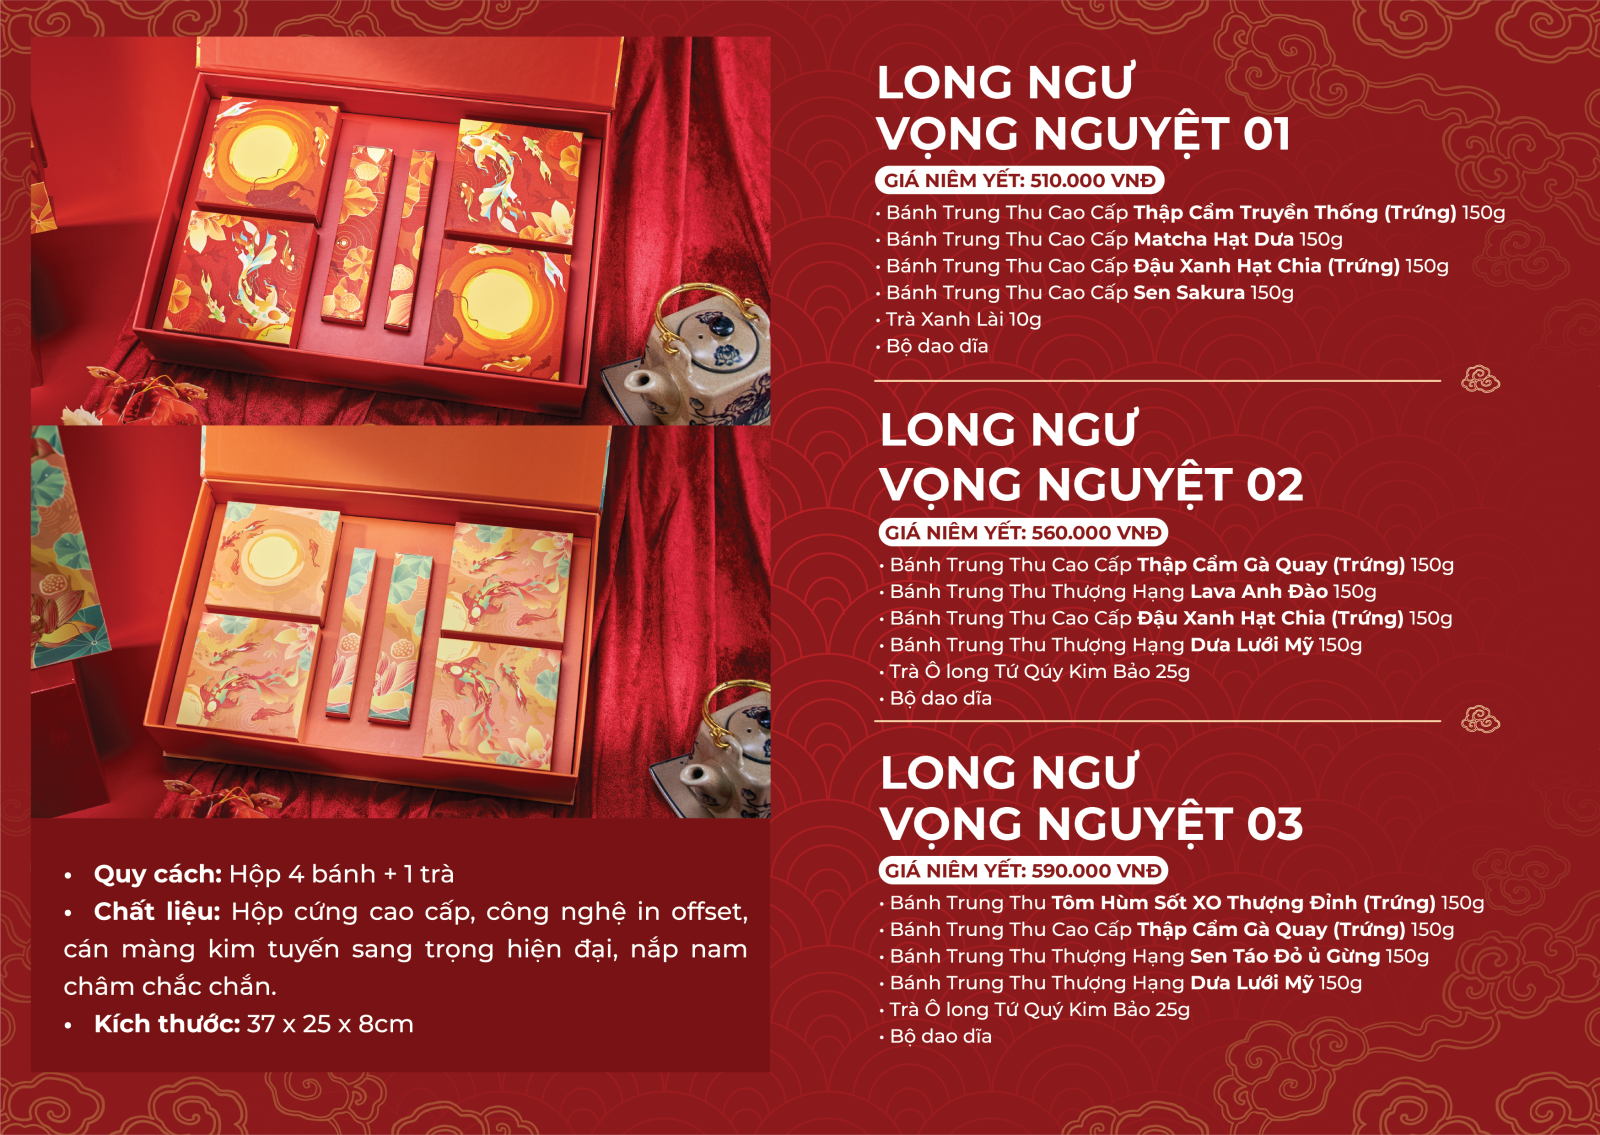 LONG NGƯ
VỌNG NGUYỆT 01
GIÁ NIÊM YẾT: 510.000 VNĐ
• Bánh Trung Thu Cao Cấp Thập Cẩm Truyền Thống (Trứng) 150g
• Bánh Trung Thu Cao Cấp Matcha Hạt Dưa 150g
• Bánh Trung Thu Cao Cấp Đậu Xanh Hạt Chia (Trứng) 150g
• Bánh Trung Thu Cao Cấp Sen Sakura 150g
• Trà Xanh Lài 10g
• Bộ dao dĩa
LONG NGƯ
VỌNG NGUYỆT 02
GIÁ NIÊM YẾT: 560.000 VNĐ
• Bánh Trung Thu Cao Cấp Thập Cẩm Gà Quay (Trứng) 150g
• Bánh Trung Thu Thượng Hạng Lava Anh Đào 150g
• Bánh Trung Thu Cao Cấp Đậu Xanh Hạt Chia (Trứng) 150g
• Bánh Trung Thu Thượng Hạng Dưa Lưới Mỹ 150g
• Trà Ô long Tứ Qúy Kim Bảo 25g
• Bộ dao dĩa
LONG NGƯ
VỌNG NGUYỆT 03
GIÁ NIÊM YẾT: 590.000 VNĐ
• Bánh Trung Thu Tôm Hùm Sốt XO Thượng Đỉnh (Trứng) 150g
• Bánh Trung Thu Cao Cấp Thập Cẩm Gà Quay (Trứng) 150g
• Bánh Trung Thu Thượng Hạng Sen Táo Đỏ ủ Gừng 150g
• Bánh Trung Thu Thượng Hạng Dưa Lưới Mỹ 150g
• Trà Ô long Tứ Quý Kim Bảo 25g
• Bộ dao dĩa
• Quy cách: Hộp 4 bánh + 1 trà
• Chất liệu: Hộp cứng cao cấp, công nghệ in offset,
cán màng kim tuyến sang trọng hiện đại, nắp nam
châm chắc chắn.
• Kích thước: 37 x 25 x 8cm